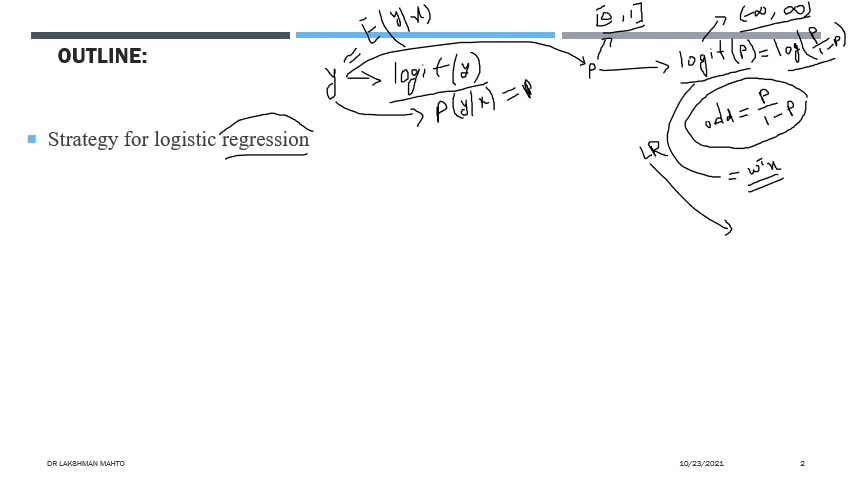 OUTLINE:
y ≈ E(y|x)
logit(y)
P(y|x) = P
[0, 1]
(-∞, ∞)
P
logit(P) = log(P/1-P)
odd = P/1-P
LR
= wᵀx
Strategy for logistic regression
DR LAKSHMAN MAHTO
10/23/2021
2